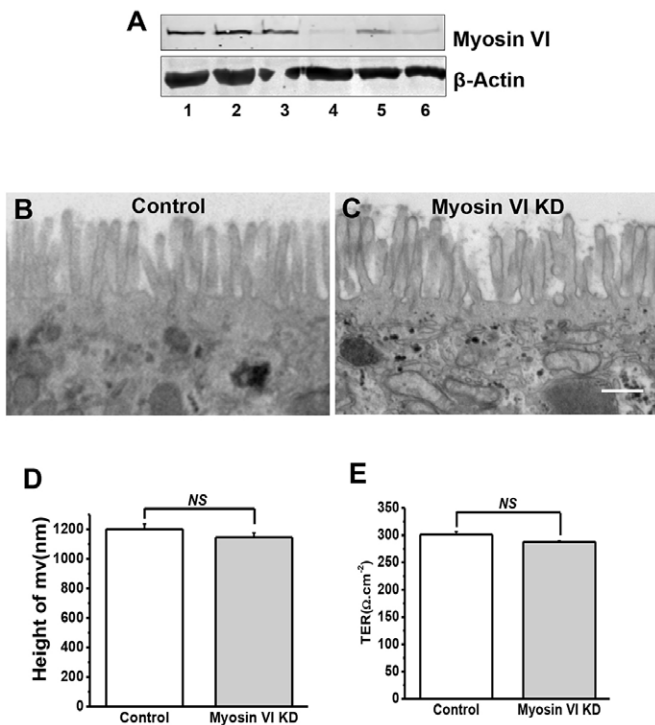 A
Myosin VI
β-Actin
1 2 3 4 5 6
B Control
C Myosin VI KD
D
NS
Height of mv(nm)
1200
1000
800
600
400
200
0
Control Myosin VI KD
E
NS
TER(Ω.cm-2)
350
300
250
200
150
100
50
0
Control Myosin VI KD